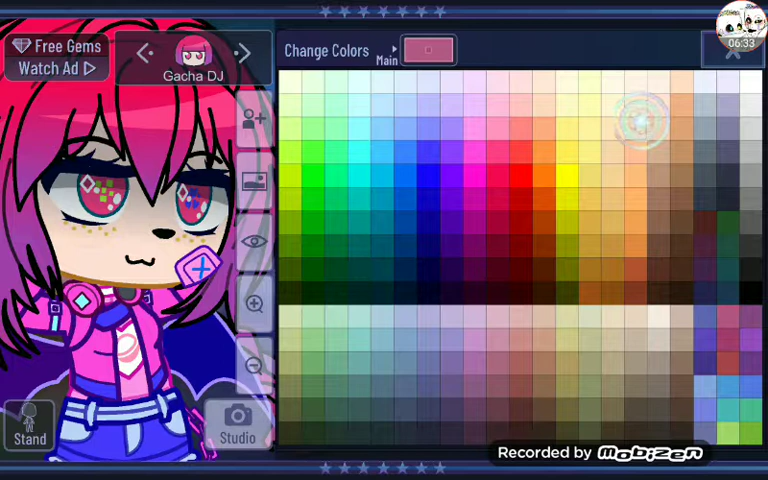 06:33
Free Gems
Watch Ad
Gacha DJ
Change Colors
Main
Stand
Studio
Recorded by MobiZen